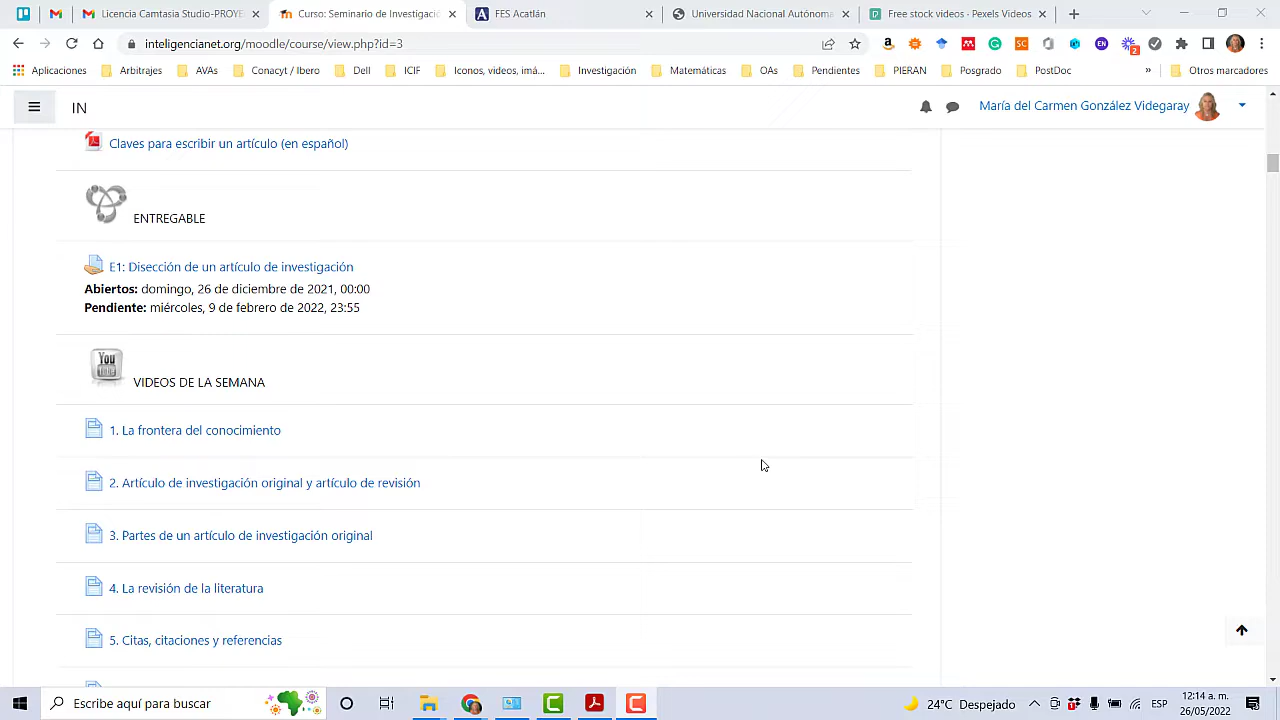 Licencia Camtasia Studio-PROYE
Curso: Seminario de Investigació
FES Acatlán
Universidad Nacional Autónoma
Free stock videos - Pexels Videos
inteligencianet.org/moodle/course/view.php?id=3
Aplicaciones
Arbitrajes
AVAs
Conacyt / Ibero
Dell
ICIF
Iconos, videos, imá...
Investigación
Matemáticas
OAs
Pendientes
PIERAN
Posgrado
PostDoc
»
Otros marcadores
IN
María del Carmen González Videgaray
Claves para escribir un artículo (en español)
ENTREGABLE
E1: Disección de un artículo de investigación
Abiertos: domingo, 26 de diciembre de 2021, 00:00
Pendiente: miércoles, 9 de febrero de 2022, 23:55
You
VIDEOS DE LA SEMANA
1. La frontera del conocimiento
2. Artículo de investigación original y artículo de revisión
3. Partes de un artículo de investigación original
4. La revisión de la literatura
5. Citas, citaciones y referencias
Escribe aquí para buscar
24°C Despejado
ESP
12:14 a. m.
26/05/2022